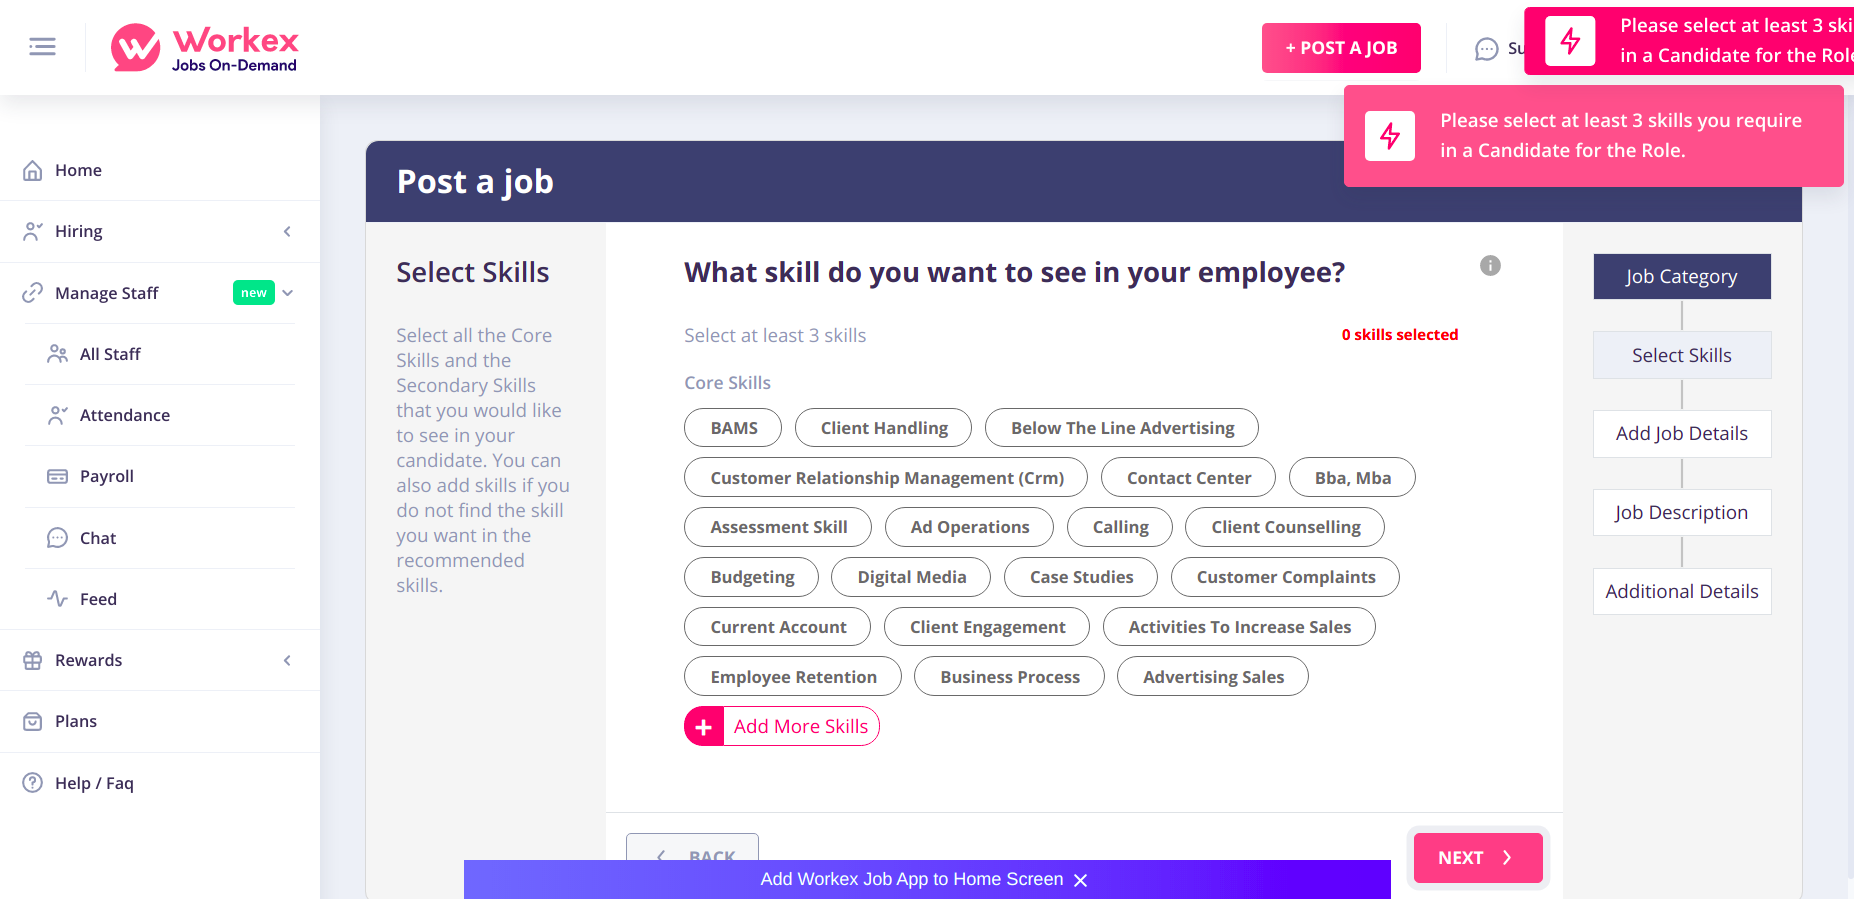 Workex
Jobs On-Demand
+ POST A JOB
Please select at least 3
in a Candidate for the
Please select at least 3 skills you require
in a Candidate for the Role.
Home
Hiring
Manage Staff
new
All Staff
Attendance
Payroll
Chat
Feed
Rewards
Plans
Help / Faq
Post a job
Select Skills
Select all the Core
Skills and the
Secondary Skills
that you would like
to see in your
candidate. You can
also add skills if you
do not find the skill
you want in the
recommended
skills.
What skill do you want to see in your employee?
Select at least 3 skills
0 skills selected
Core Skills
BAMS
Client Handling
Below The Line Advertising
Customer Relationship Management (Crm)
Contact Center
Bba, Mba
Assessment Skill
Ad Operations
Calling
Client Counselling
Budgeting
Digital Media
Case Studies
Customer Complaints
Current Account
Client Engagement
Activities To Increase Sales
Employee Retention
Business Process
Advertising Sales
+ Add More Skills
BACK
NEXT
Add Workex Job App to Home Screen
Job Category
Select Skills
Add Job Details
Job Description
Additional Details